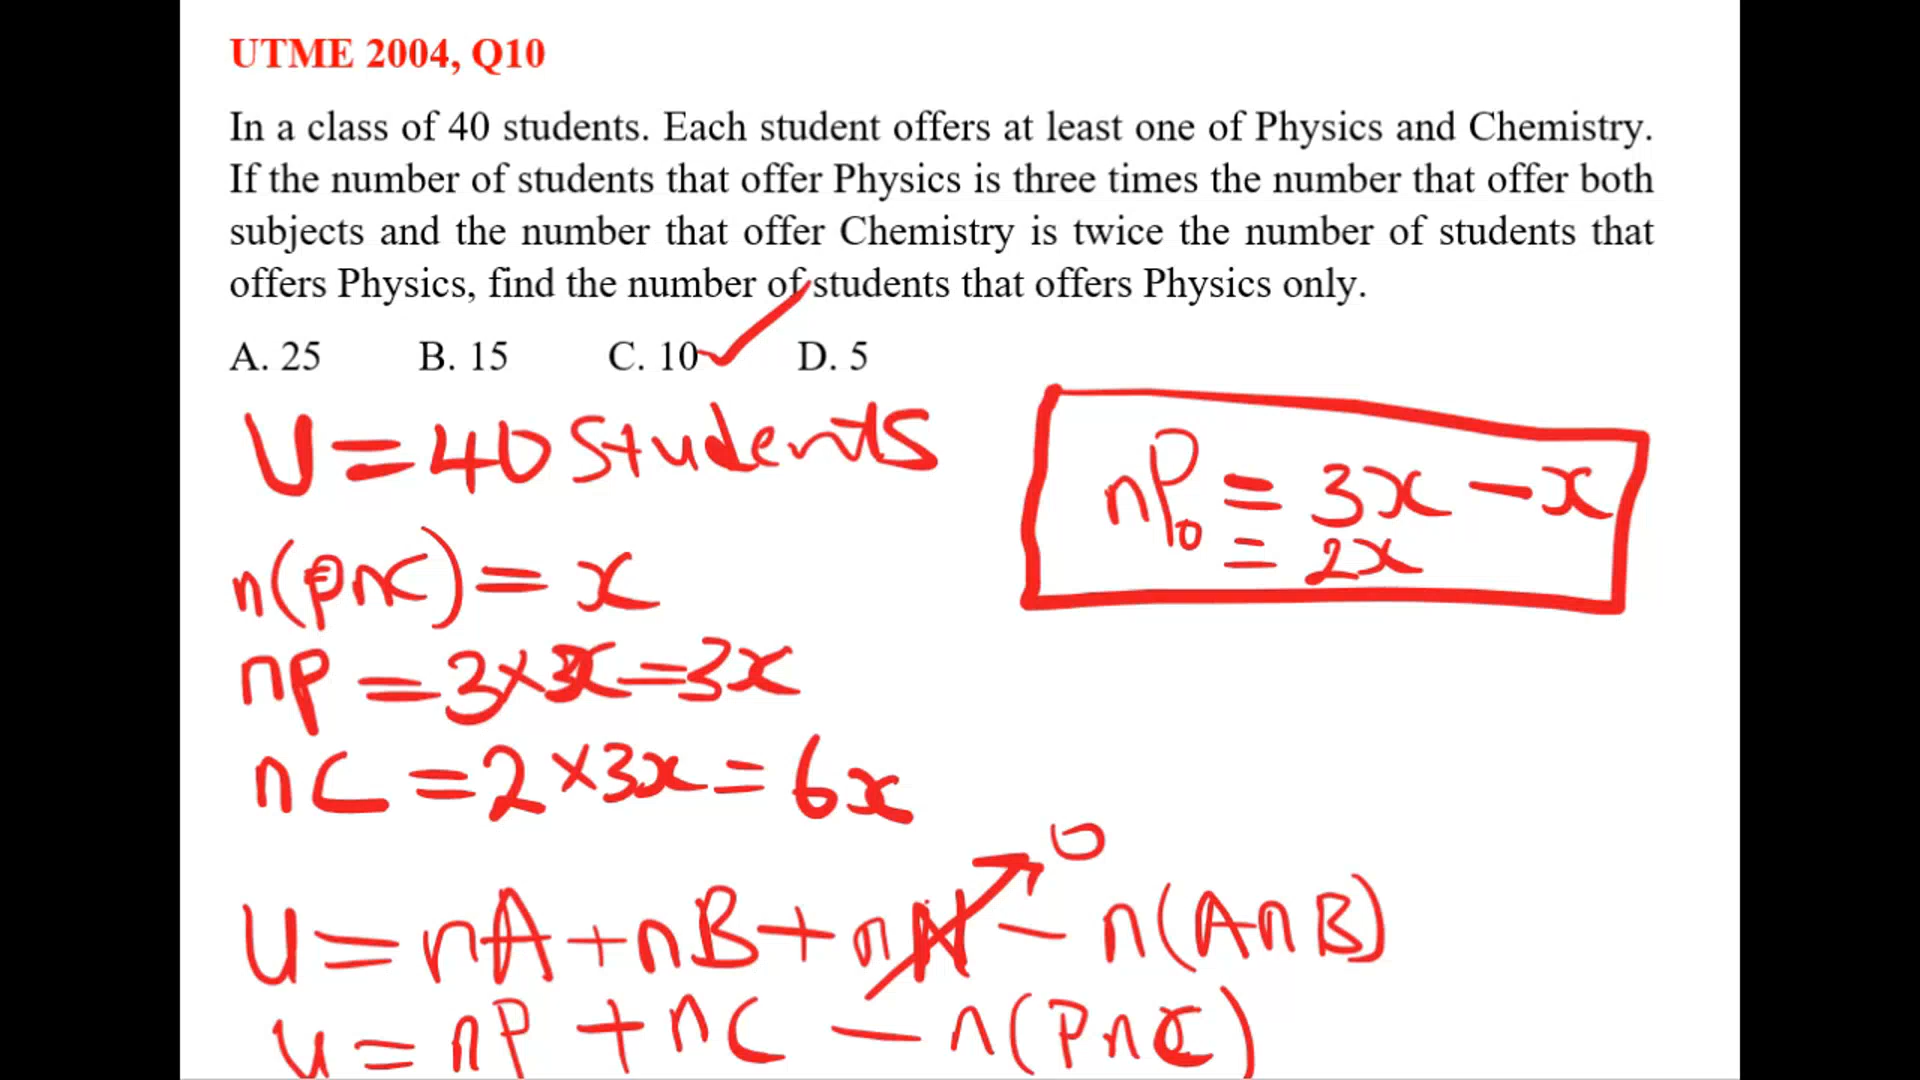 UTME 2004, Q10
In a class of 40 students. Each student offers at least one of Physics and Chemistry.
If the number of students that offer Physics is three times the number that offer both
subjects and the number that offer Chemistry is twice the number of students that
offers Physics, find the number of students that offers Physics only.
A. 25 B. 15 C. 10 D. 5
U = 40 Students
n(P∩C) = x
nP = 3 × x = 3x
nC = 2 × 3x = 6x
nPo = 3x - x
= 2x
0
U = nA + nB + nN - n(A∩B)
U = nP + nC - n(P∩C)